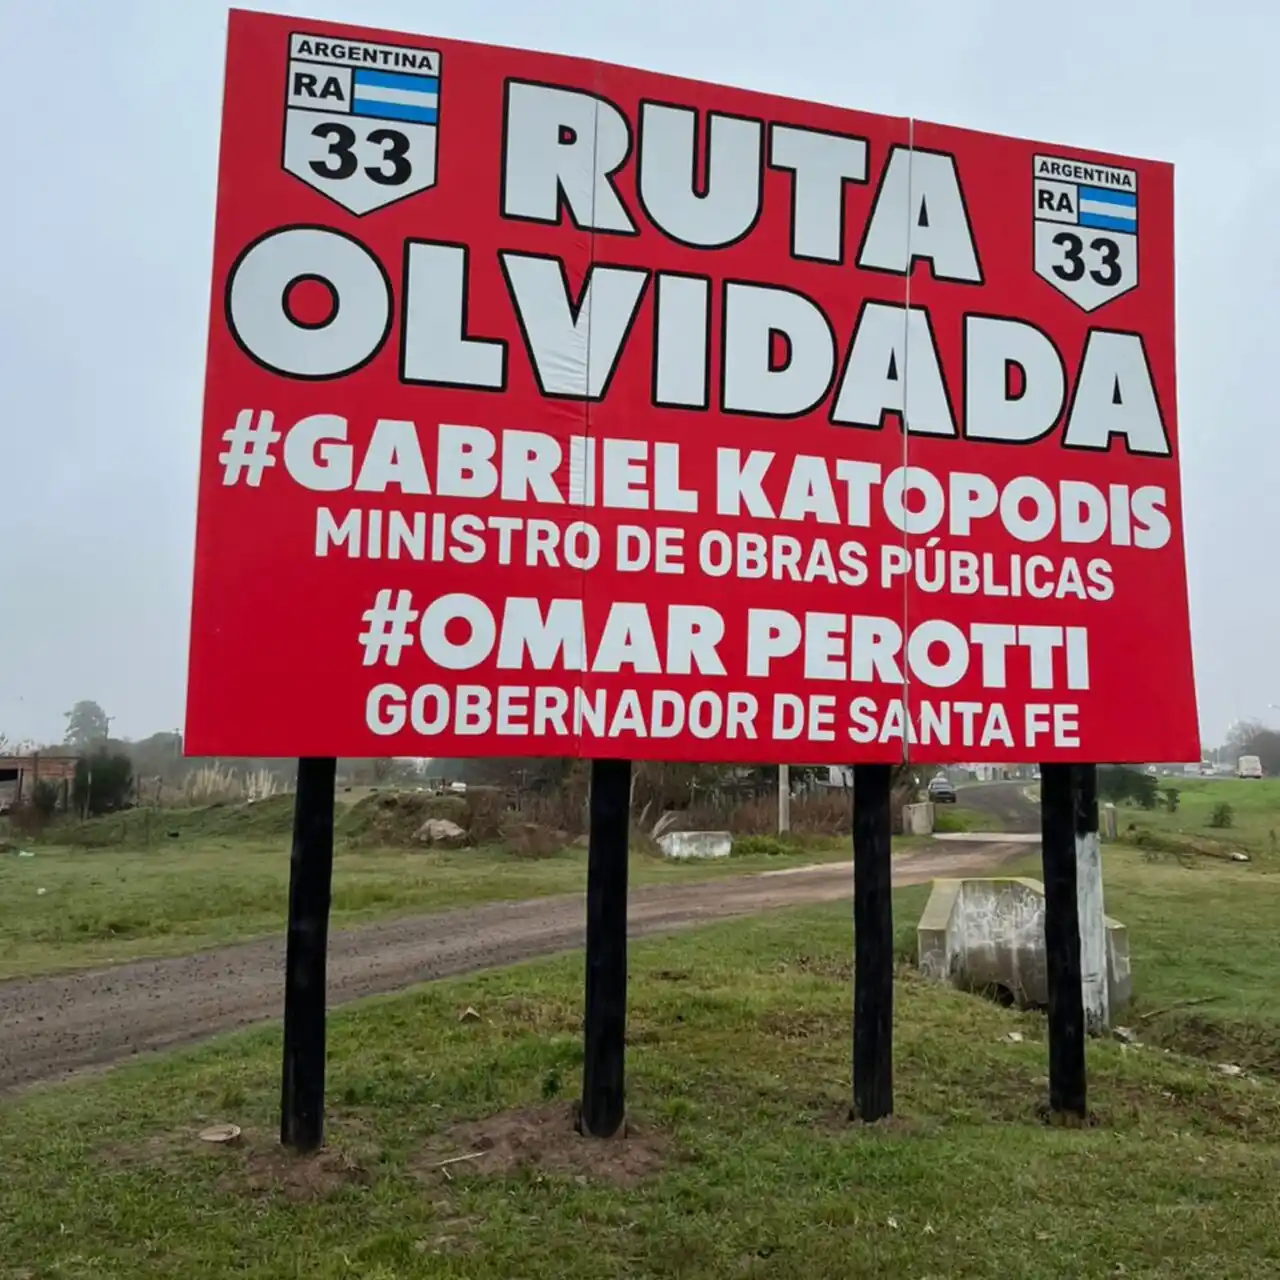 ARGENTINA
RA
33
RUTA
ARGENTINA
RA
33
OLVIDADA
#GABRIEL KATOPODIS
MINISTRO DE OBRAS PÚBLICAS
#OMAR PEROTTI
GOBERNADOR DE SANTA FE